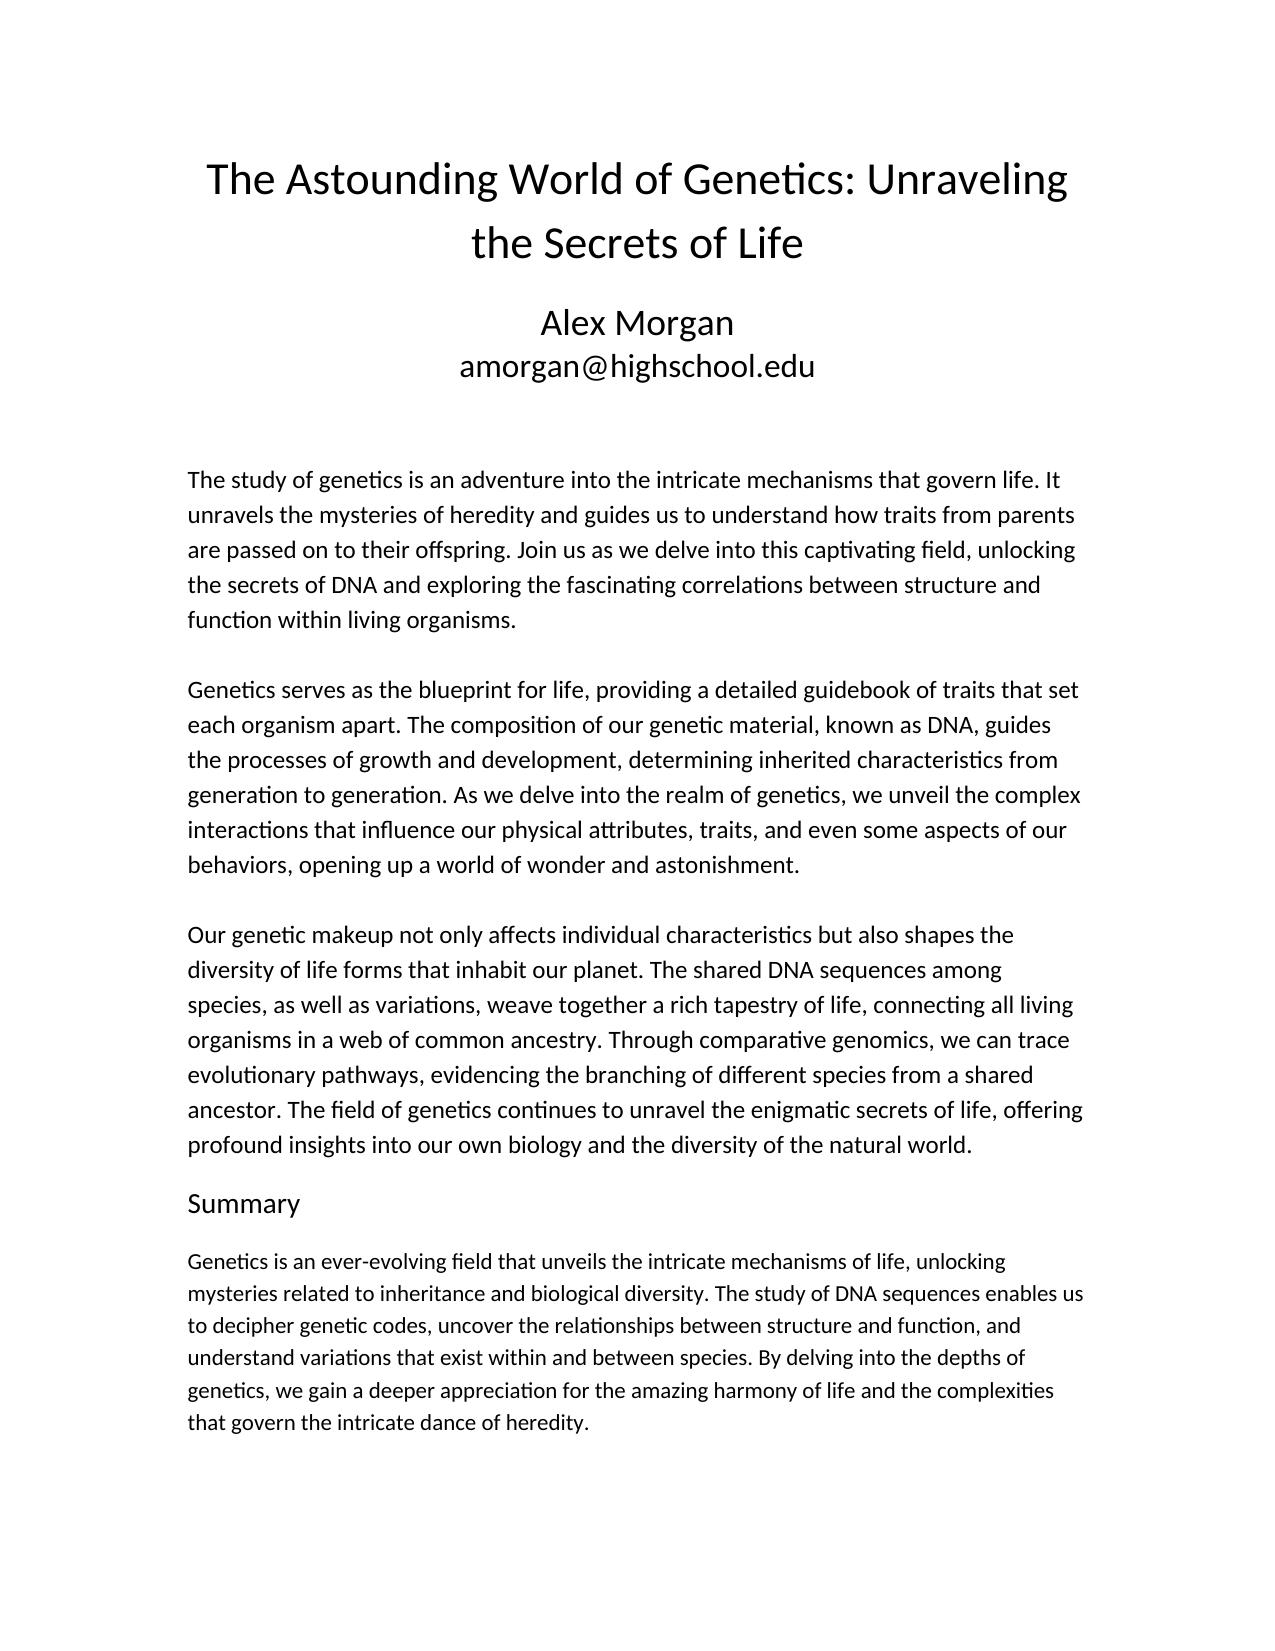 The Astounding World of Genetics: Unraveling
the Secrets of Life
Alex Morgan
amorgan@highschool.edu
The study of genetics is an adventure into the intricate mechanisms that govern life. It
unravels the mysteries of heredity and guides us to understand how traits from parents
are passed on to their offspring. Join us as we delve into this captivating field, unlocking
the secrets of DNA and exploring the fascinating correlations between structure and
function within living organisms.
Genetics serves as the blueprint for life, providing a detailed guidebook of traits that set
each organism apart. The composition of our genetic material, known as DNA, guides
the processes of growth and development, determining inherited characteristics from
generation to generation. As we delve into the realm of genetics, we unveil the complex
interactions that influence our physical attributes, traits, and even some aspects of our
behaviors, opening up a world of wonder and astonishment.
Our genetic makeup not only affects individual characteristics but also shapes the
diversity of life forms that inhabit our planet. The shared DNA sequences among
species, as well as variations, weave together a rich tapestry of life, connecting all living
organisms in a web of common ancestry. Through comparative genomics, we can trace
evolutionary pathways, evidencing the branching of different species from a shared
ancestor. The field of genetics continues to unravel the enigmatic secrets of life, offering
profound insights into our own biology and the diversity of the natural world.
Summary
Genetics is an ever-evolving field that unveils the intricate mechanisms of life, unlocking
mysteries related to inheritance and biological diversity. The study of DNA sequences enables us
to decipher genetic codes, uncover the relationships between structure and function, and
understand variations that exist within and between species. By delving into the depths of
genetics, we gain a deeper appreciation for the amazing harmony of life and the complexities
that govern the intricate dance of heredity.